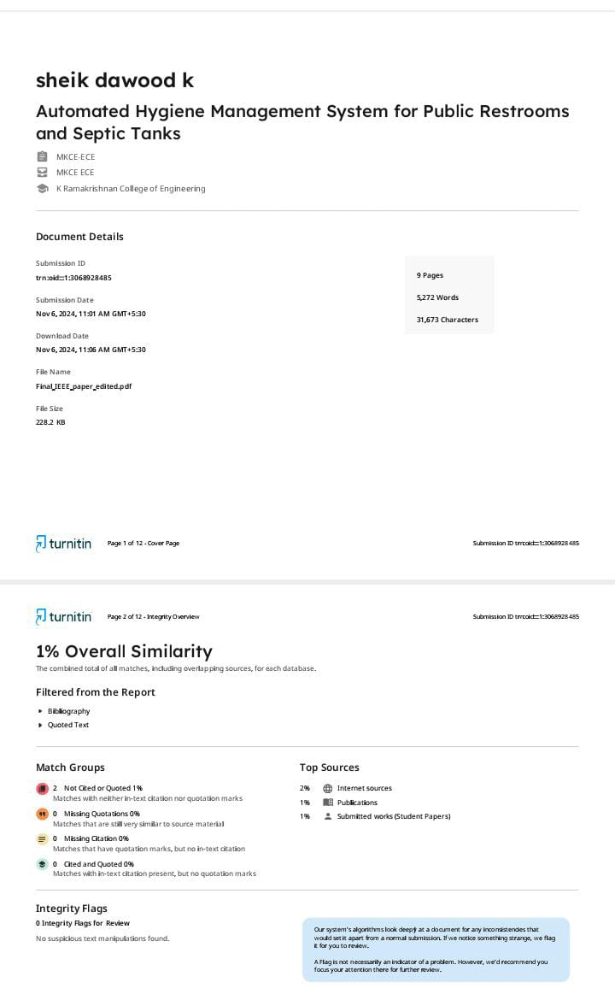 sheik dawood k
Automated Hygiene Management System for Public Restrooms
and Septic Tanks
MKCE-ECE
MKCE ECE
K Ramakrishnan College of Engineering
Document Details
Submission ID
trn:oid:::1:3068928485
9 Pages
Submission Date
5,272 Words
Nov 6, 2024, 11:01 AM GMT+5:30
31,673 Characters
Download Date
Nov 6, 2024, 11:06 AM GMT+5:30
File Name
Final_IEEE_paper_edited.pdf
File Size
228.2 KB
turnitin Page 1 of 12 - Cover Page Submission ID trn:oid:::1:3068928485
turnitin Page 2 of 12 - Integrity Overview Submission ID trn:oid:::1:3068928485
1% Overall Similarity
The combined total of all matches, including overlapping sources, for each database.
Filtered from the Report
Bibliography
Quoted Text
Match Groups
2 Not Cited or Quoted 1%
Matches with neither in-text citation nor quotation marks
0 Missing Quotations 0%
Matches that are still very similar to source material
0 Missing Citation 0%
Matches that have quotation marks, but no in-text citation
0 Cited and Quoted 0%
Matches with in-text citation present, but no quotation marks
Top Sources
2% Internet sources
1% Publications
1% Submitted works (Student Papers)
Integrity Flags
0 Integrity Flags for Review
No suspicious text manipulations found.
Our system's algorithms look deeply at a document for any inconsistencies that
would set it apart from a normal submission. If we notice something strange, we flag
it for you to review.
A Flag is not necessarily an indicator of a problem. However, we'd recommend you
focus your attention there for further review.